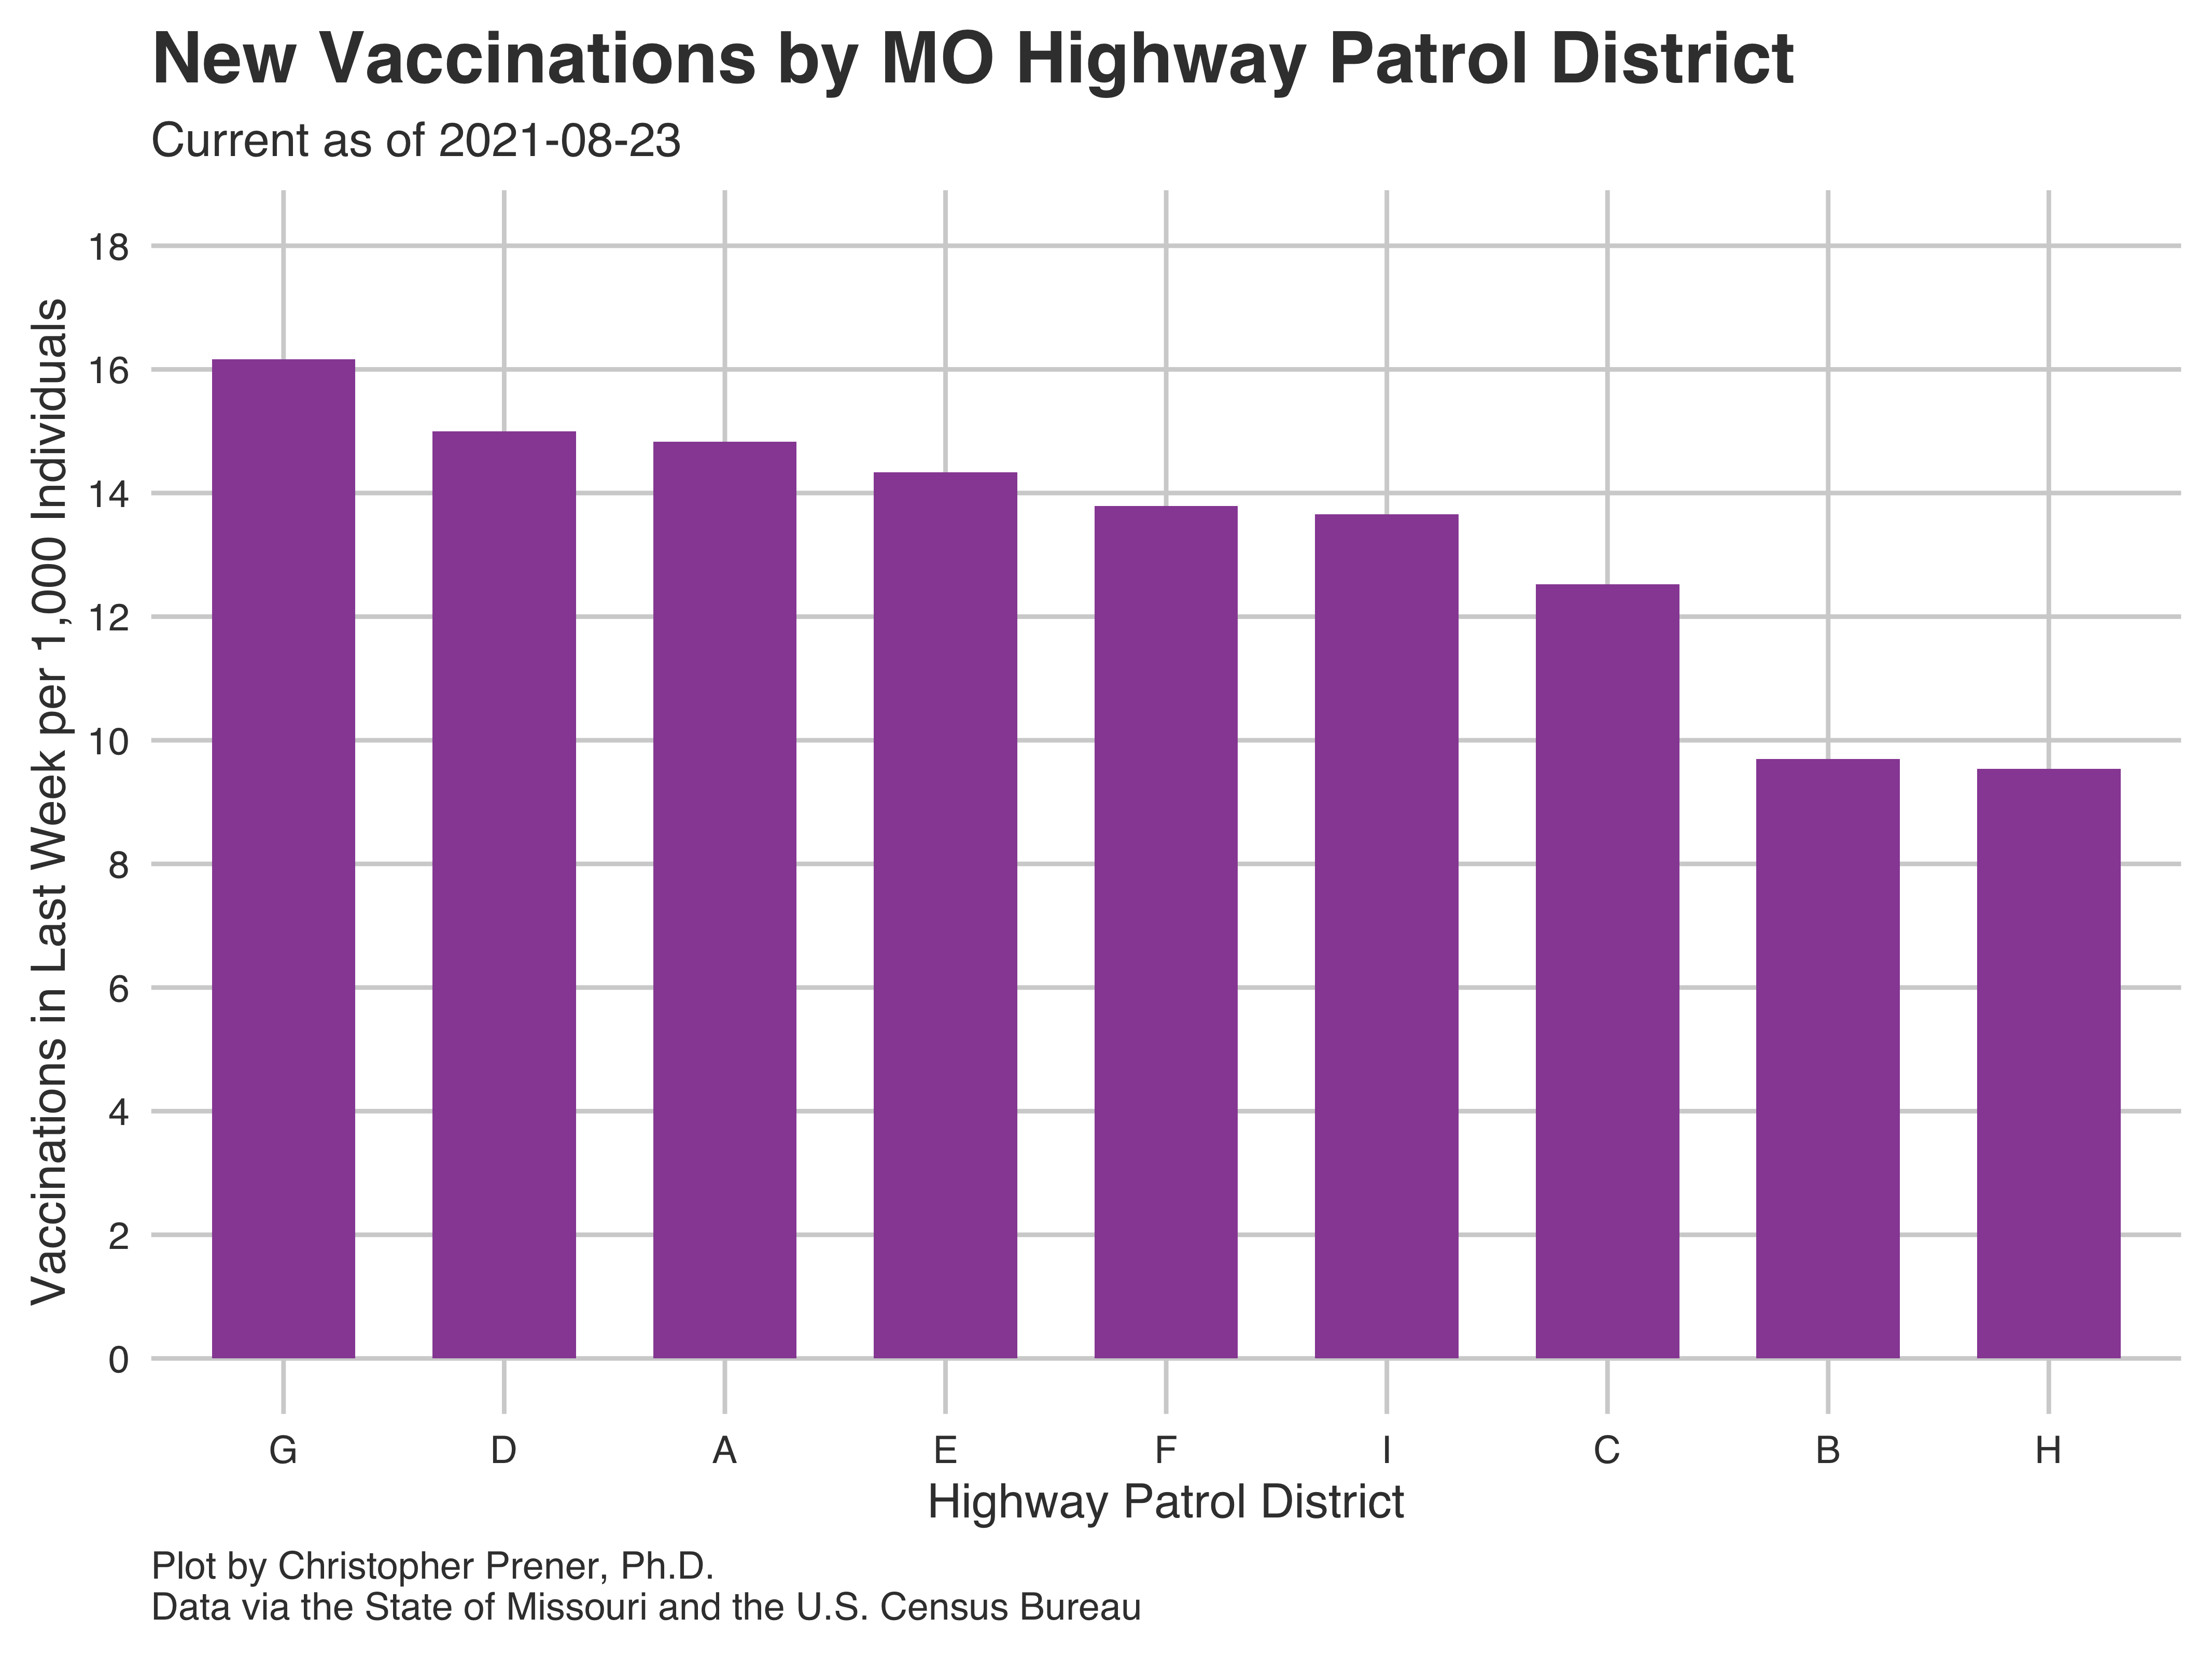 New Vaccinations by MO Highway Patrol District
Current as of 2021-08-23
Vaccinations in Last Week per 1,000 Individuals
18
16
14
12
10
8
6
4
2
0
G D A E F I C B H
Highway Patrol District
Plot by Christopher Prener, Ph.D.
Data via the State of Missouri and the U.S. Census Bureau